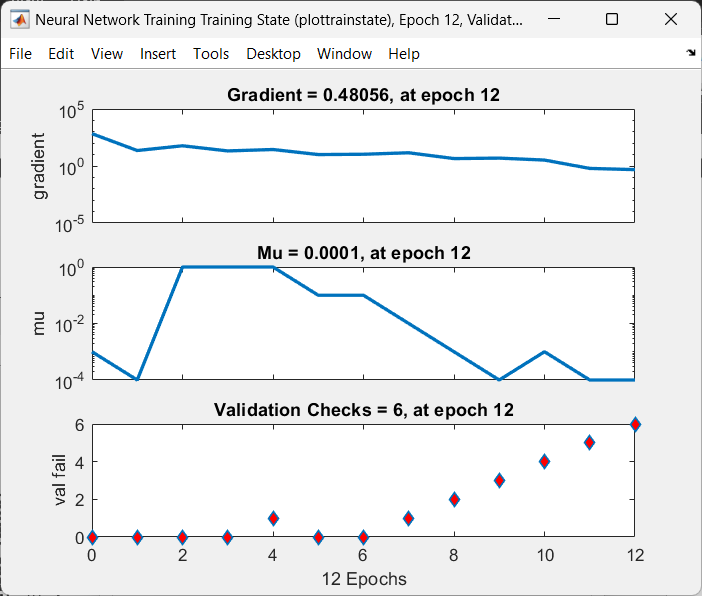 Neural Network Training Training State (plottrainstate), Epoch 12, Validat...
File Edit View Insert Tools Desktop Window Help
Gradient = 0.48056, at epoch 12
10^5
10^0
10^-5
gradient
Mu = 0.0001, at epoch 12
10^0
10^-2
10^-4
mu
Validation Checks = 6, at epoch 12
6
4
2
0
val fail
0 2 4 6 8 10 12
12 Epochs